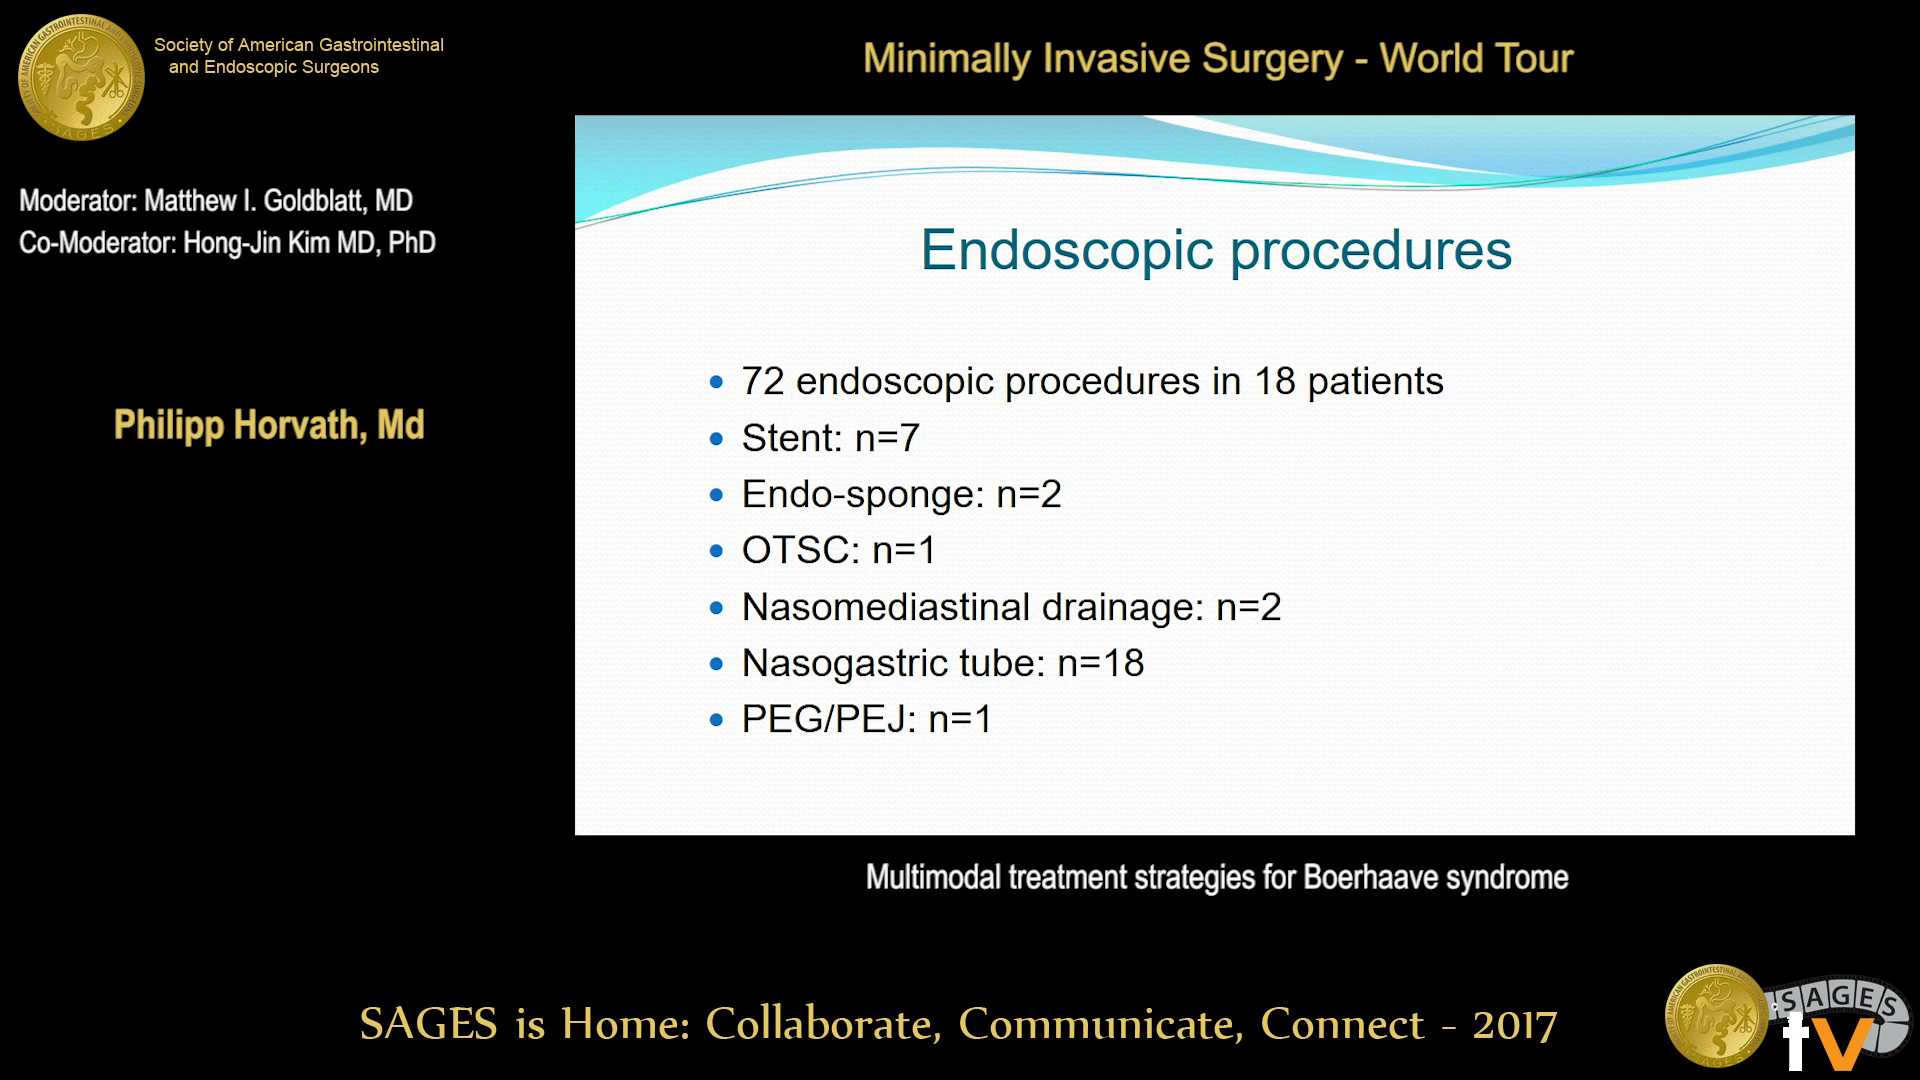 Society of American Gastrointestinal
and Endoscopic Surgeons
Minimally Invasive Surgery - World Tour
Moderator: Matthew I. Goldblatt, MD
Co-Moderator: Hong-Jin Kim MD, PhD
Philipp Horvath, Md
Endoscopic procedures
• 72 endoscopic procedures in 18 patients
• Stent: n=7
• Endo-sponge: n=2
• OTSC: n=1
• Nasomediastinal drainage: n=2
• Nasogastric tube: n=18
• PEG/PEJ: n=1
Multimodal treatment strategies for Boerhaave syndrome
SAGES is Home: Collaborate, Communicate, Connect - 2017
SAGES
tv